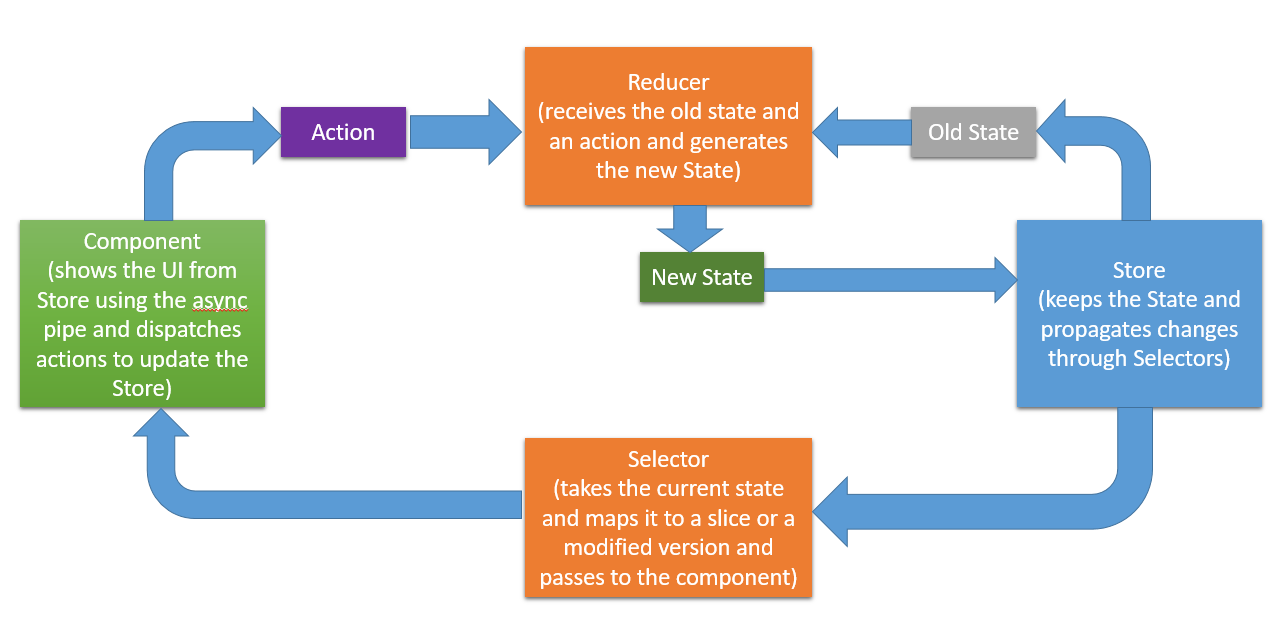 Reducer
(receives the old state and
an action and generates
the new State)
Action
Old State
Component
(shows the UI from
Store using the async
pipe and dispatches
actions to update the
Store)
New State
Store
(keeps the State and
propagates changes
through Selectors)
Selector
(takes the current state
and maps it to a slice or a
modified version and
passes to the component)